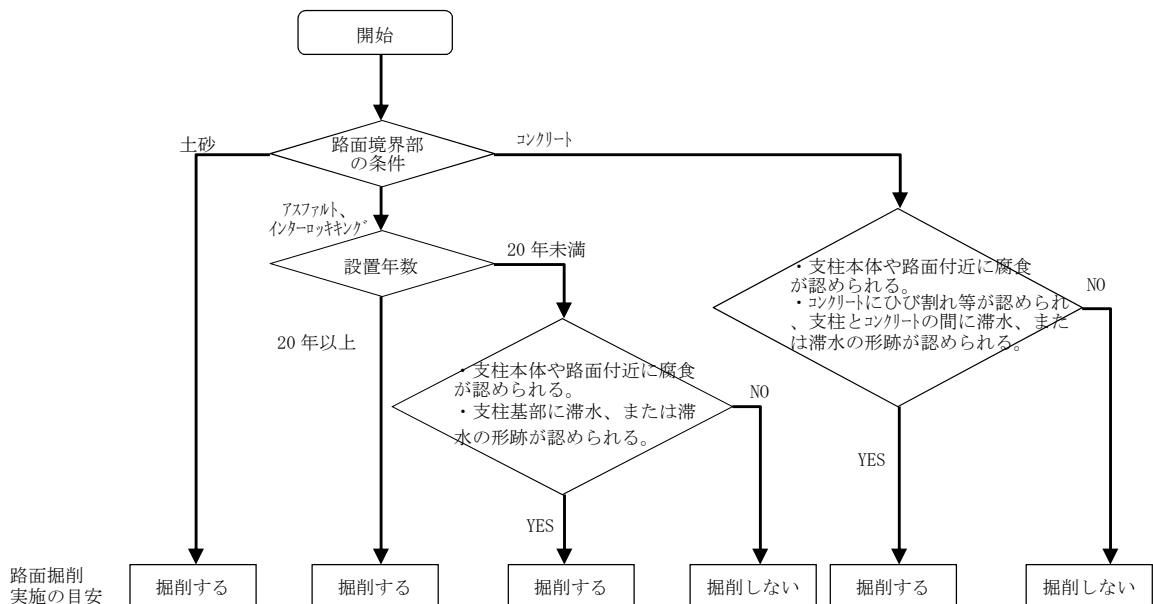 開始
土砂
路面境界部
の条件
コンクリート
アスファルト、
インターロッキキング
設置年数
20 年未満
20 年以上
・支柱本体や路面付近に腐食
が認められる。
・コンクリートにひび割れ等が認められ
、支柱とコンクリートの間に滞水、また
は滞水の形跡が認められる。
NO
YES
・支柱本体や路面付近に腐食
が認められる。
・支柱基部に滞水、または滞
水の形跡が認められる。
NO
YES
路面掘削
実施の目安
掘削する
掘削する
掘削する
掘削しない
掘削する
掘削しない